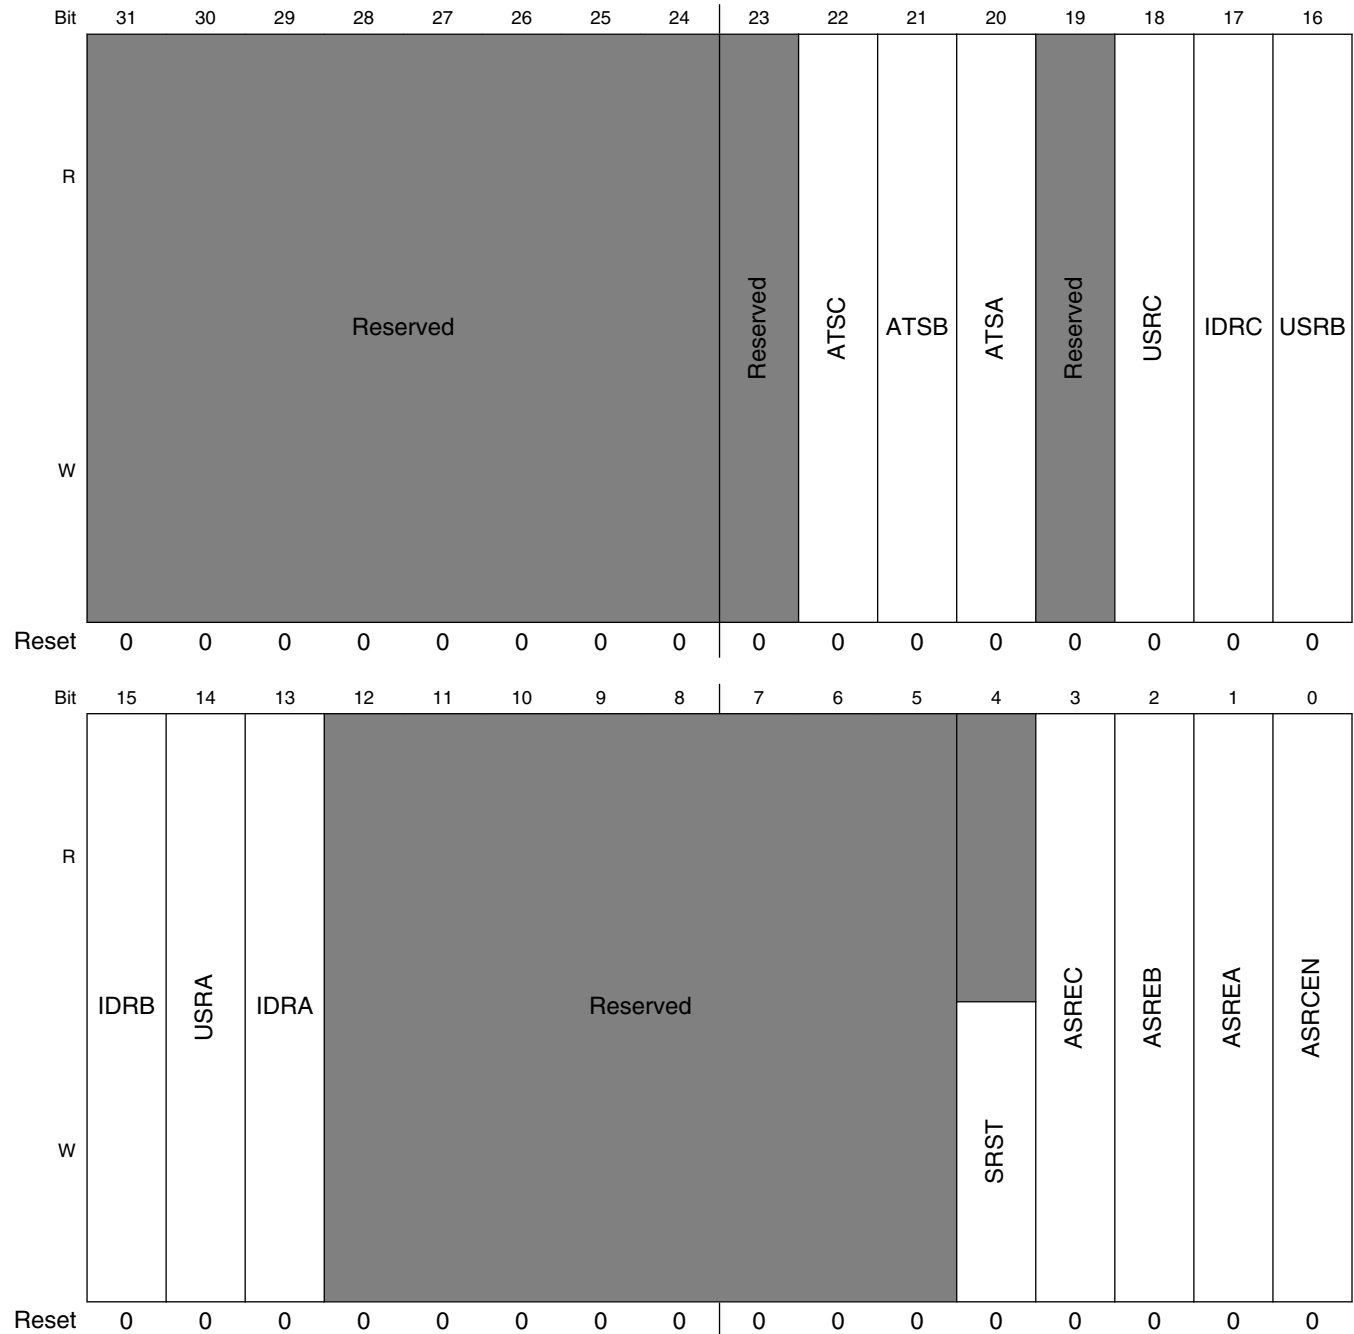 Bit 31 30 29 28 27 26 25 24 23 22 21 20 19 18 17 16
R
Reserved Reserved ATSC ATSB ATSA Reserved USRC IDRC USRB
W
Reset 0 0 0 0 0 0 0 0 0 0 0 0 0 0 0 0
Bit 15 14 13 12 11 10 9 8 7 6 5 4 3 2 1 0
R
IDRB USRA IDRA Reserved SRST ASREC ASREB ASREA ASRCEN
W
Reset 0 0 0 0 0 0 0 0 0 0 0 0 0 0 0 0